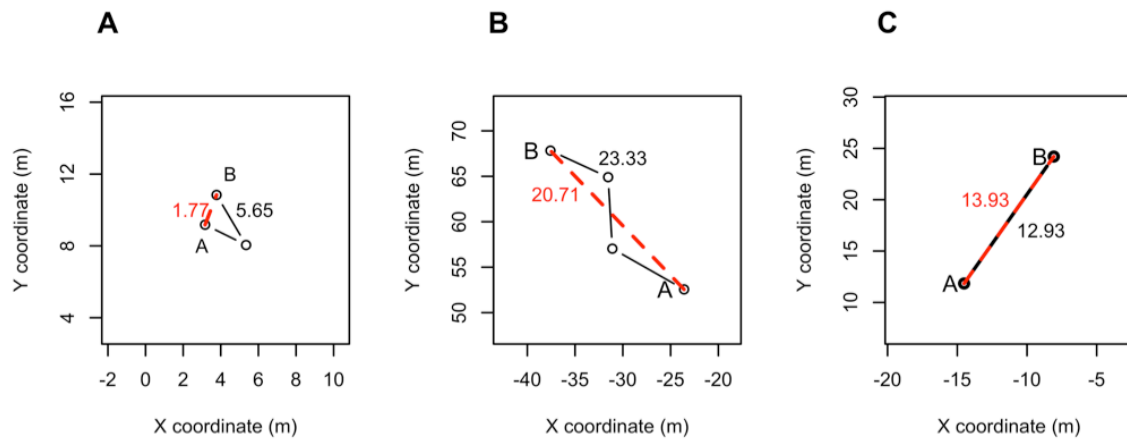 A
B
C
Y coordinate (m)
16
12
8
4
B
1.77
5.65
A
-2
0
2
4
6
8
10
X coordinate (m)
Y coordinate (m)
70
65
60
55
50
B
23.33
20.71
A
-40
-35
-30
-25
-20
X coordinate (m)
Y coordinate (m)
30
25
20
15
10
B
13.93
12.93
A
-20
-15
-10
-5
X coordinate (m)